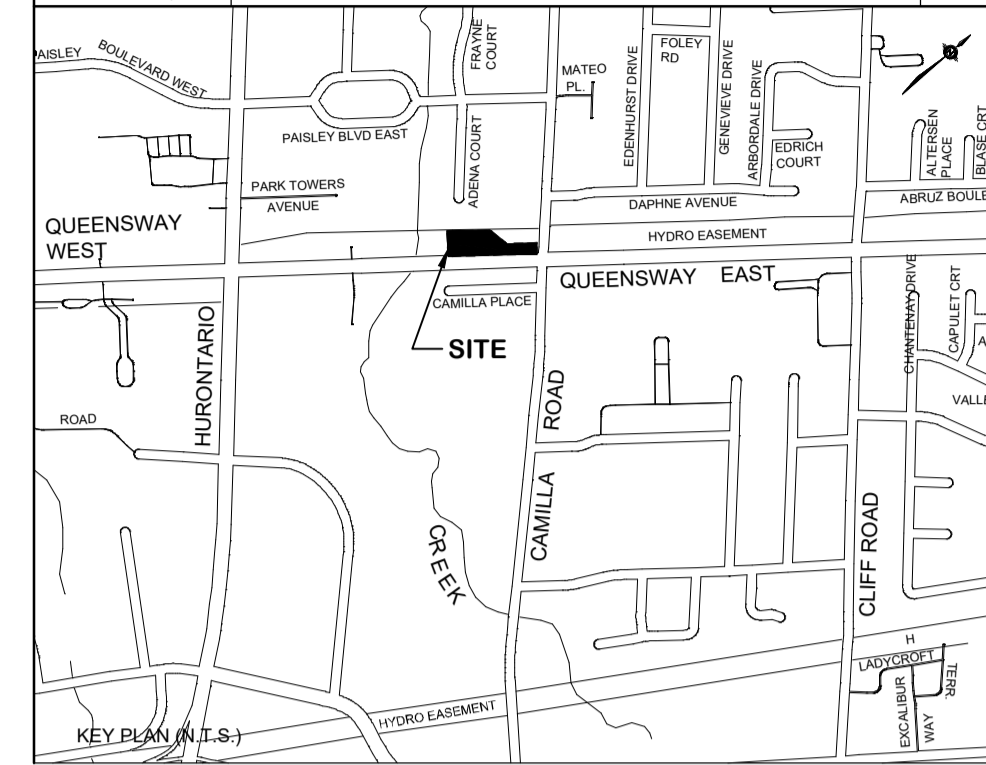 PAISLEY
BOULEVARD WEST
FRAYNE
COURT
FOLEY
RD
MATEO
PL.
EDENHURST DRIVE
GENEVIEVE DRIVE
ARBORDALE DRIVE
PAISLEY BLVD EAST
ADENA COURT
EDRICH
COURT
ALTERSEN
PLACE
BLASE CRT
PARK TOWERS
AVENUE
DAPHNE AVENUE
ABRUZ BOULE
QUEENSWAY
WEST
HYDRO EASEMENT
QUEENSWAY EAST
CAMILLA PLACE
SITE
CHANTENAY DRIVE
CAPULET CRT
A
HURONTARIO
ROAD
VALLE
ROAD
CAMILLA
CREEK
CLIFF ROAD
H
LADYCROFT
TERR.
EXCALIBUR
WAY
HYDRO EASEMENT
KEY PLAN (N.T.S.)